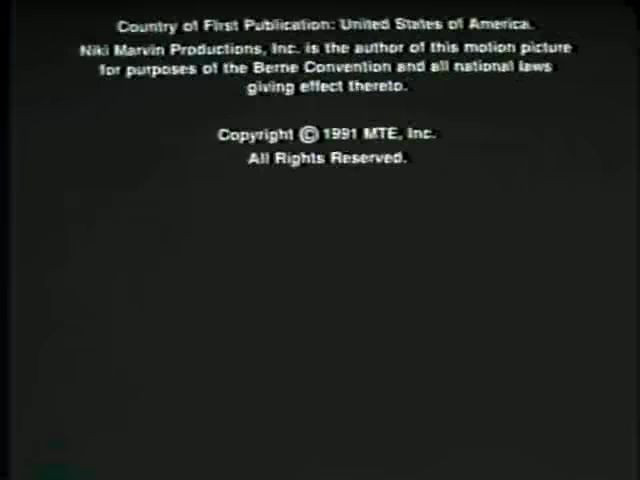 Country of First Publication: United States of America.
Niki Marvin Productions, Inc. is the author of this motion picture
for purposes of the Berne Convention and all national laws
giving effect thereto.
Copyright © 1991 MTE, Inc.
All Rights Reserved.